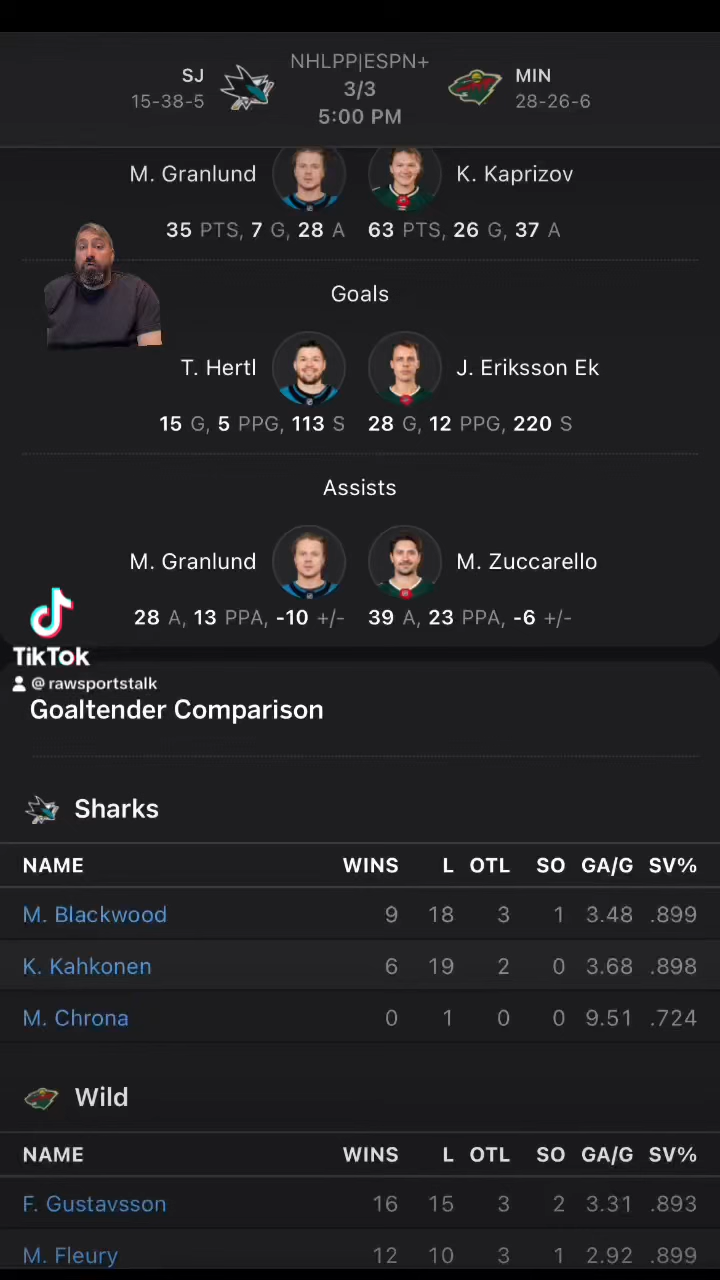 NHLPP|ESPN+
SJ 3/3 MIN
15-38-5 5:00 PM 28-26-6
M. Granlund K. Kaprizov
35 PTS, 7 G, 28 A 63 PTS, 26 G, 37 A
Goals
T. Hertl J. Eriksson Ek
15 G, 5 PPG, 113 S 28 G, 12 PPG, 220 S
Assists
M. Granlund M. Zuccarello
28 A, 13 PPA, -10 +/- 39 A, 23 PPA, -6 +/-
TikTok
@rawsportstalk
Goaltender Comparison
Sharks
NAME WINS L OTL SO GA/G SV%
M. Blackwood 9 18 3 1 3.48 .899
K. Kahkonen 6 19 2 0 3.68 .898
M. Chrona 0 1 0 0 9.51 .724
Wild
NAME WINS L OTL SO GA/G SV%
F. Gustavsson 16 15 3 2 3.31 .893
M. Fleury 12 10 3 1 2.92 .899